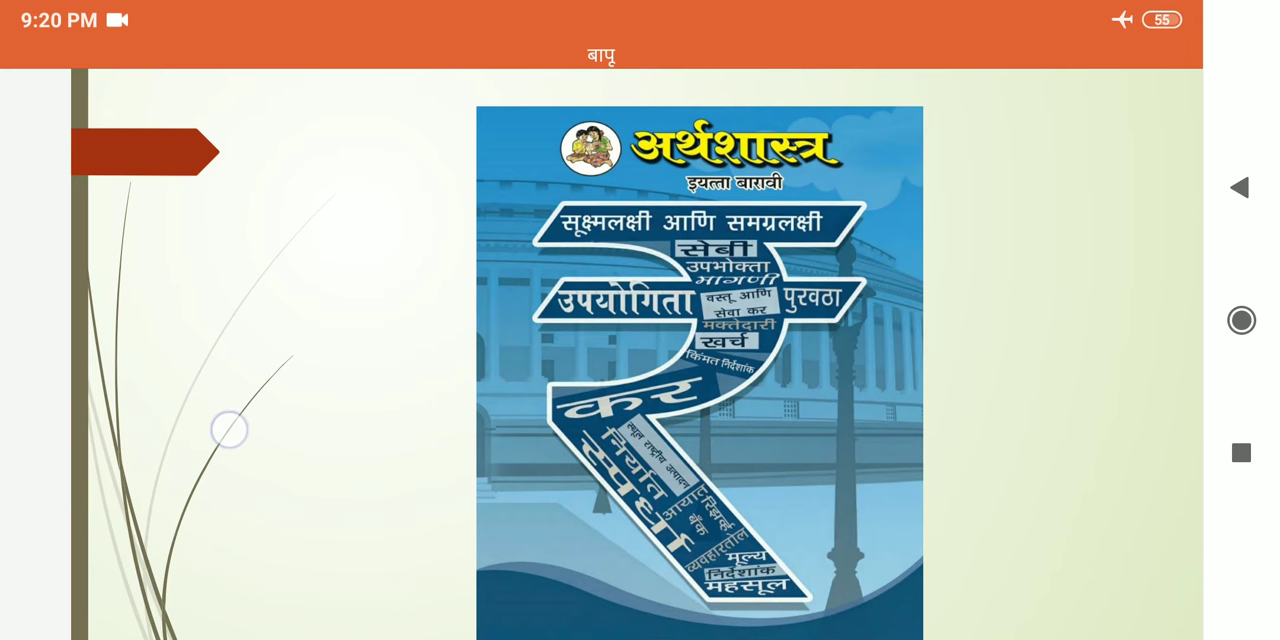 9:20 PM
55
बापू
अर्थशास्त्र
इयत्ता बारावी
सूक्ष्मलक्षी आणि समग्रलक्षी
सेबी
उपभोक्ता
मागणी
उपयोगिता
वस्तू आणि
सेवा कर
पुरवठा
मक्तेदारी
खर्च
किंमत निर्देशांक
कर
स्थूल राष्ट्रीय उत्पादन
निर्यात
स्पर्धा
आयात
रिझर्व्ह
बँक
व्यवहारतोल
मूल्य
निर्देशांक
महसूल